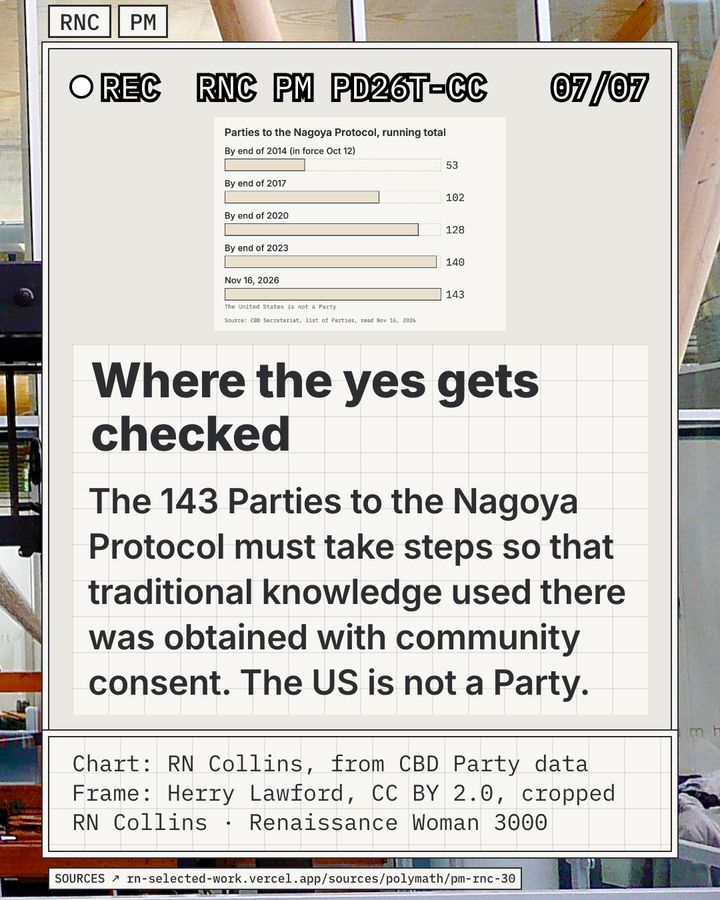 RNC PM
REC RNC PM PD26T-CC 07/07
Parties to the Nagoya Protocol, running total
By end of 2014 (in force Oct 12)
53
By end of 2017
102
By end of 2020
128
By end of 2023
140
Nov 16, 2026
143
The United States is not a Party
Source: CBD Secretariat, list of Parties, read Nov 16, 2026
Where the yes gets
checked
The 143 Parties to the Nagoya
Protocol must take steps so that
traditional knowledge used there
was obtained with community
consent. The US is not a Party.
Chart: RN Collins, from CBD Party data
Frame: Herry Lawford, CC BY 2.0, cropped
RN Collins · Renaissance Woman 3000
SOURCES ↗ rn-selected-work.vercel.app/sources/polymath/pm-rnc-30